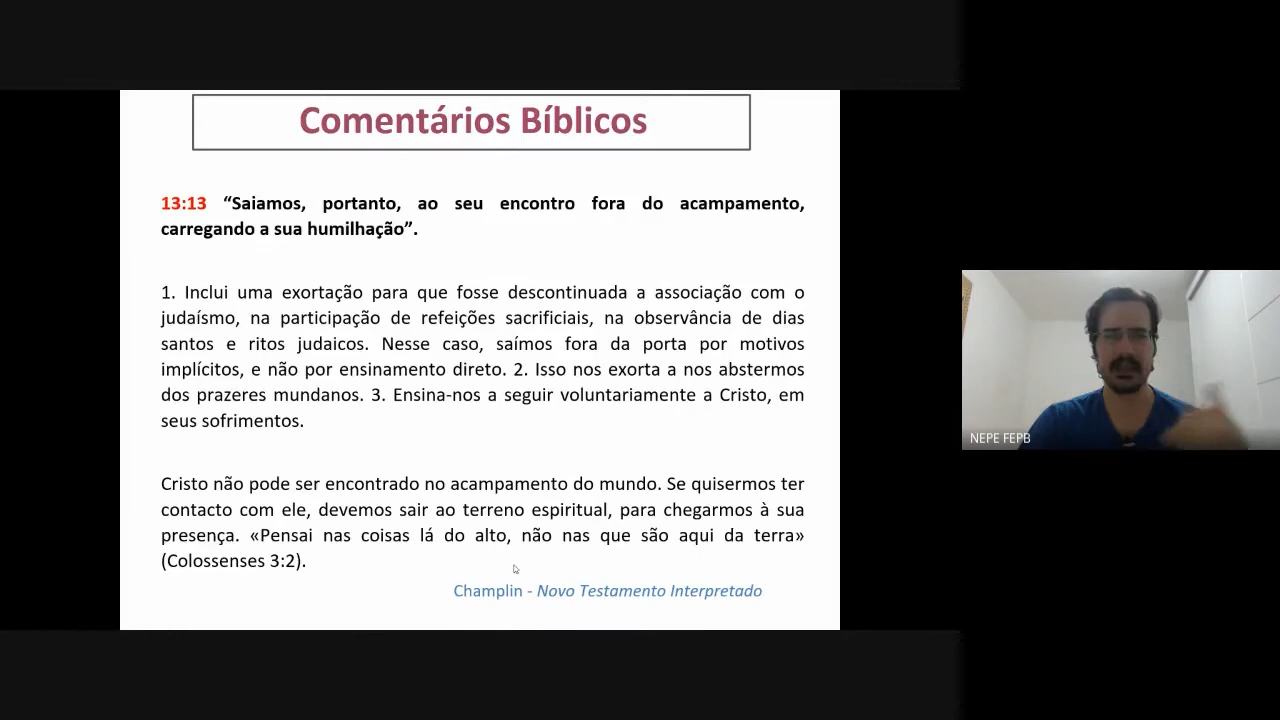 Comentários Bíblicos
13:13 “Saiamos, portanto, ao seu encontro fora do acampamento,
carregando a sua humilhação”.
1. Inclui uma exortação para que fosse descontinuada a associação com o
judaísmo, na participação de refeições sacrificiais, na observância de dias
santos e ritos judaicos. Nesse caso, saímos fora da porta por motivos
implícitos, e não por ensinamento direto. 2. Isso nos exorta a nos abstermos
dos prazeres mundanos. 3. Ensina-nos a seguir voluntariamente a Cristo, em
seus sofrimentos.
Cristo não pode ser encontrado no acampamento do mundo. Se quisermos ter
contacto com ele, devemos sair ao terreno espiritual, para chegarmos à sua
presença. «Pensai nas coisas lá do alto, não nas que são aqui da terra»
(Colossenses 3:2).
Champlin - Novo Testamento Interpretado
NEPE FEPB